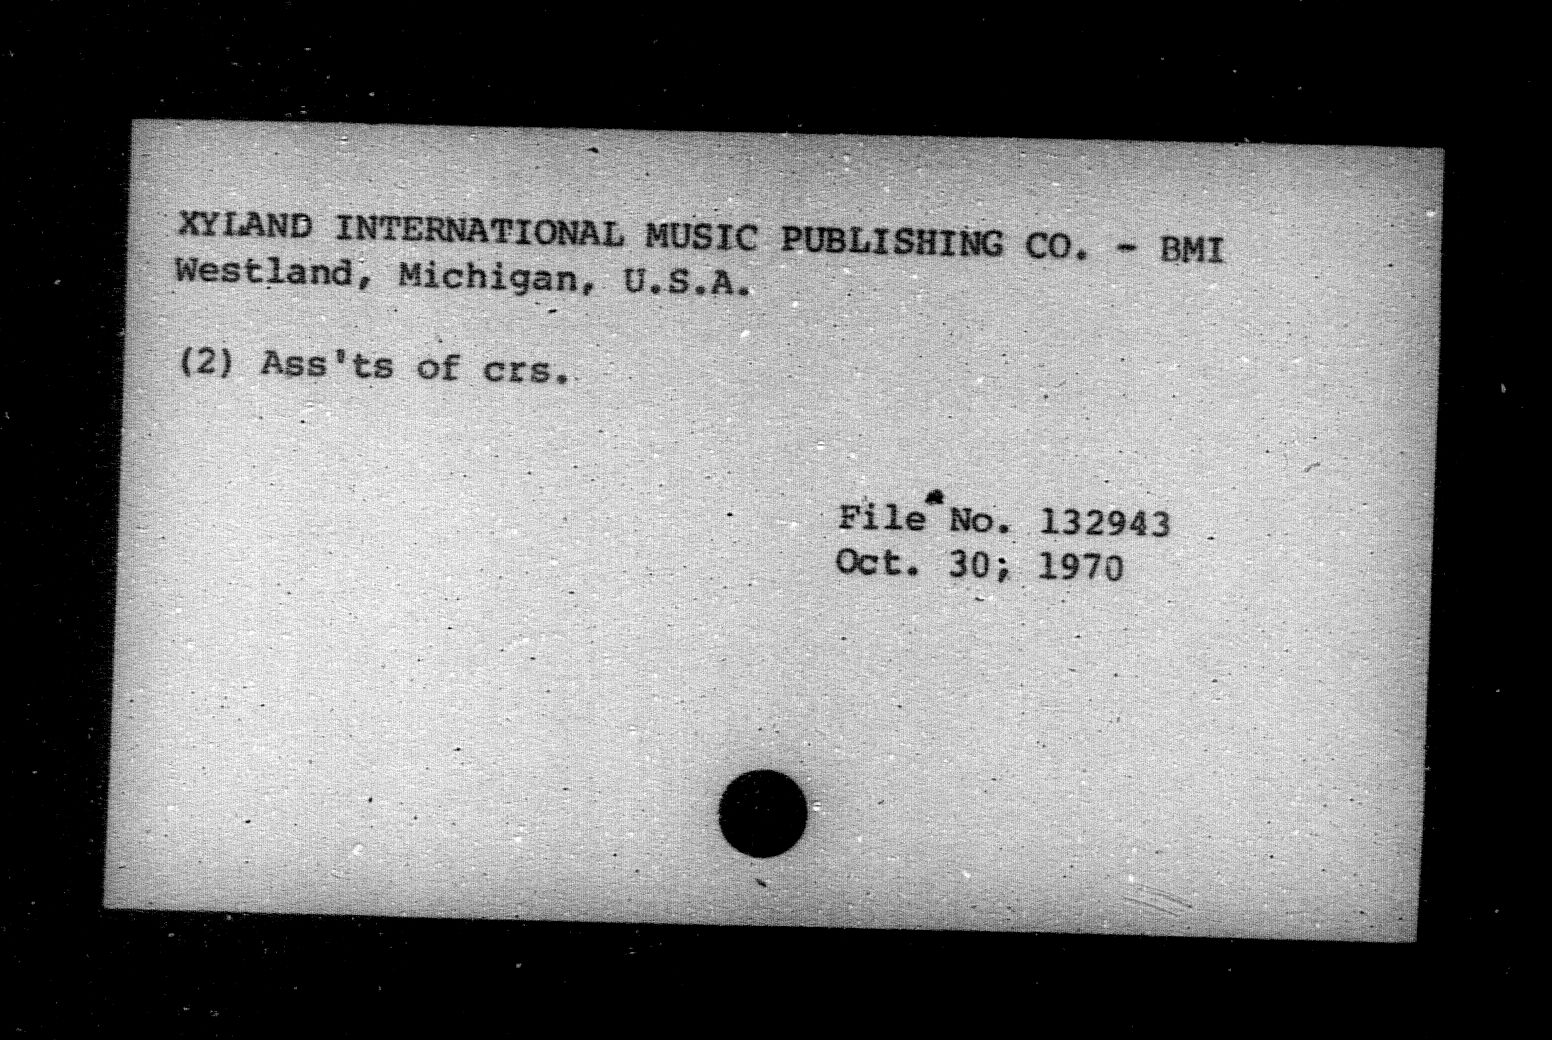 XYLAND INTERNATIONAL MUSIC PUBLISHING CO. - BMI
Westland, Michigan, U.S.A.
(2) Ass'ts of crs.
File No. 132943
Oct. 30; 1970